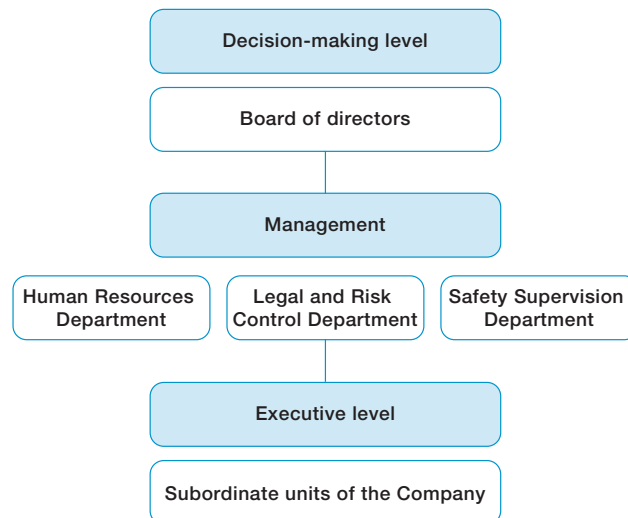 Decision-making level
Board of directors
Management
Human Resources
Department
Legal and Risk
Control Department
Safety Supervision
Department
Executive level
Subordinate units of the Company